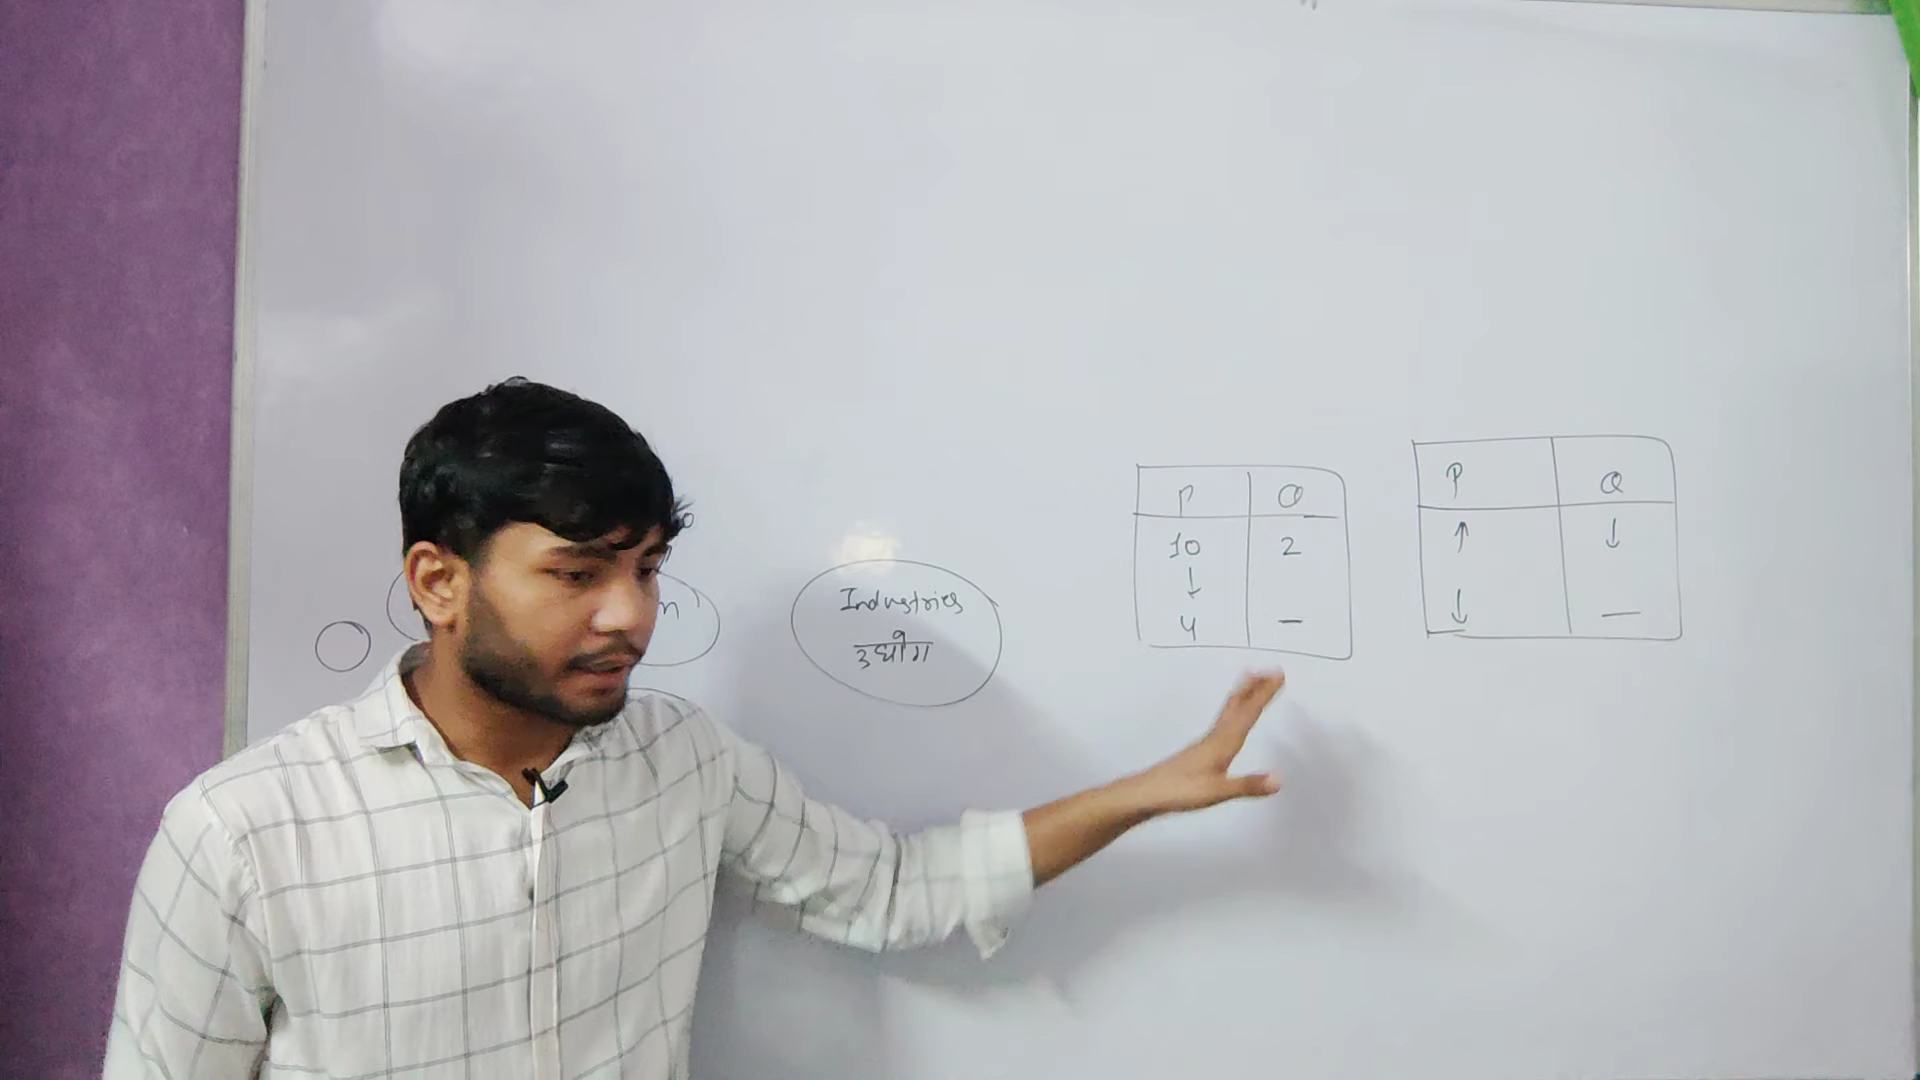 Industries
उद्योग
P Q
10 2
↓
4 —
P Q
↑ ↓
↓ —